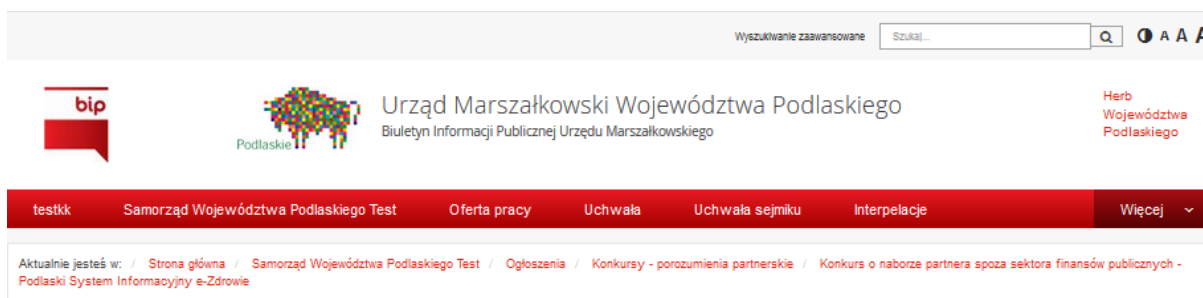 Wyszukiwanie zaawansowane Szukaj... A A A
bip
Podlaskie
Urząd Marszałkowski Województwa Podlaskiego
Biuletyn Informacji Publicznej Urzędu Marszałkowskiego
Herb
Województwa
Podlaskiego
testkk Samorząd Województwa Podlaskiego Test Oferta pracy Uchwała Uchwała sejmiku Interpelacje Więcej
Aktualnie jesteś w: / Strona główna / Samorząd Województwa Podlaskiego Test / Ogłoszenia / Konkursy - porozumienia partnerskie / Konkurs o naborze partnera spoza sektora finansów publicznych -
Podlaski System Informacyjny e-Zdrowie